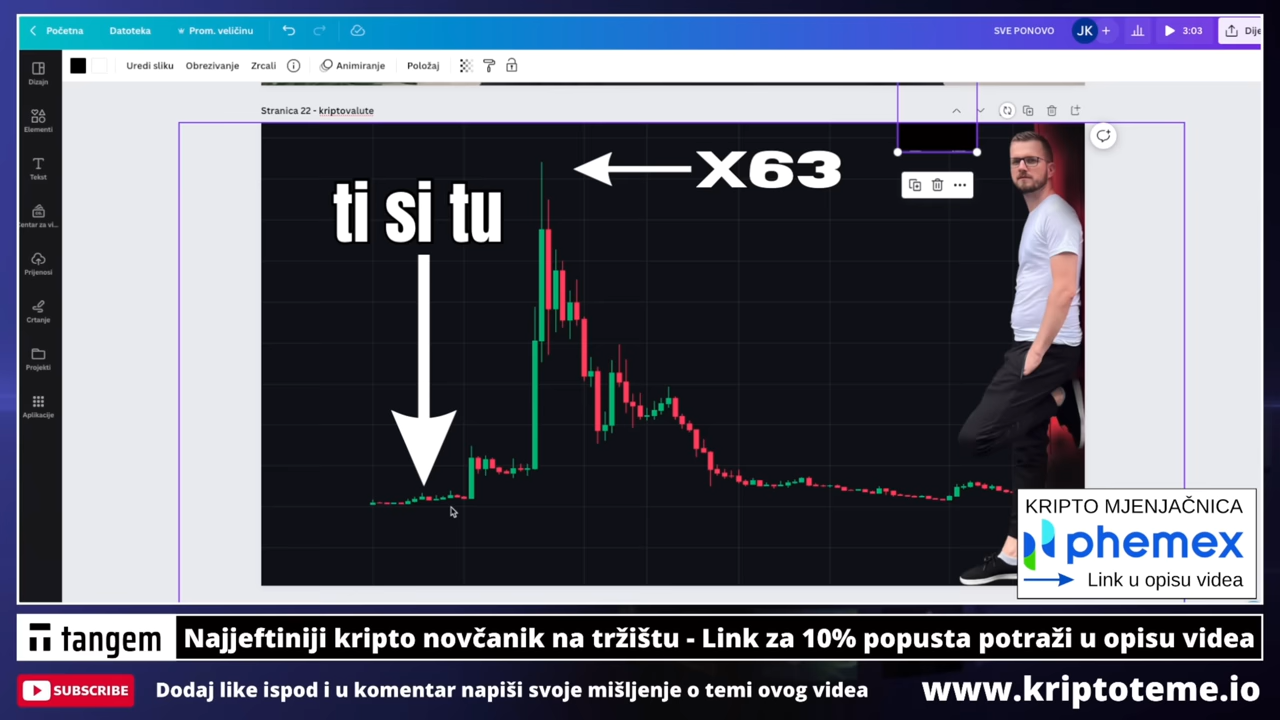 Početna
Datoteka
Prom. veličinu
SVE PONOVO
JK
+
3:03
Dije
Uredi sliku
Obrezivanje
Zrcali
Animiranje
Položaj
Dizajn
Elementi
Tekst
entar za vi...
Prijenosi
Crtanje
Projekti
Aplikacije
Stranica 22 - kriptovalute
X63
ti si tu
KRIPTO MJENJAČNICA
phemex
Link u opisu videa
tangem
Najjeftiniji kripto novčanik na tržištu - Link za 10% popusta potraži u opisu videa
SUBSCRIBE
Dodaj like ispod i u komentar napiši svoje mišljenje o temi ovog videa
www.kriptoteme.io